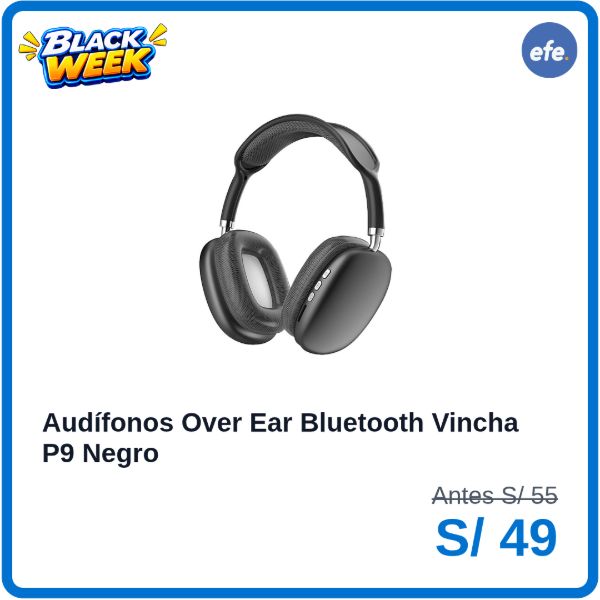 BLACK
WEEK
efe.
Audífonos Over Ear Bluetooth Vincha
P9 Negro
Antes S/ 55
S/ 49